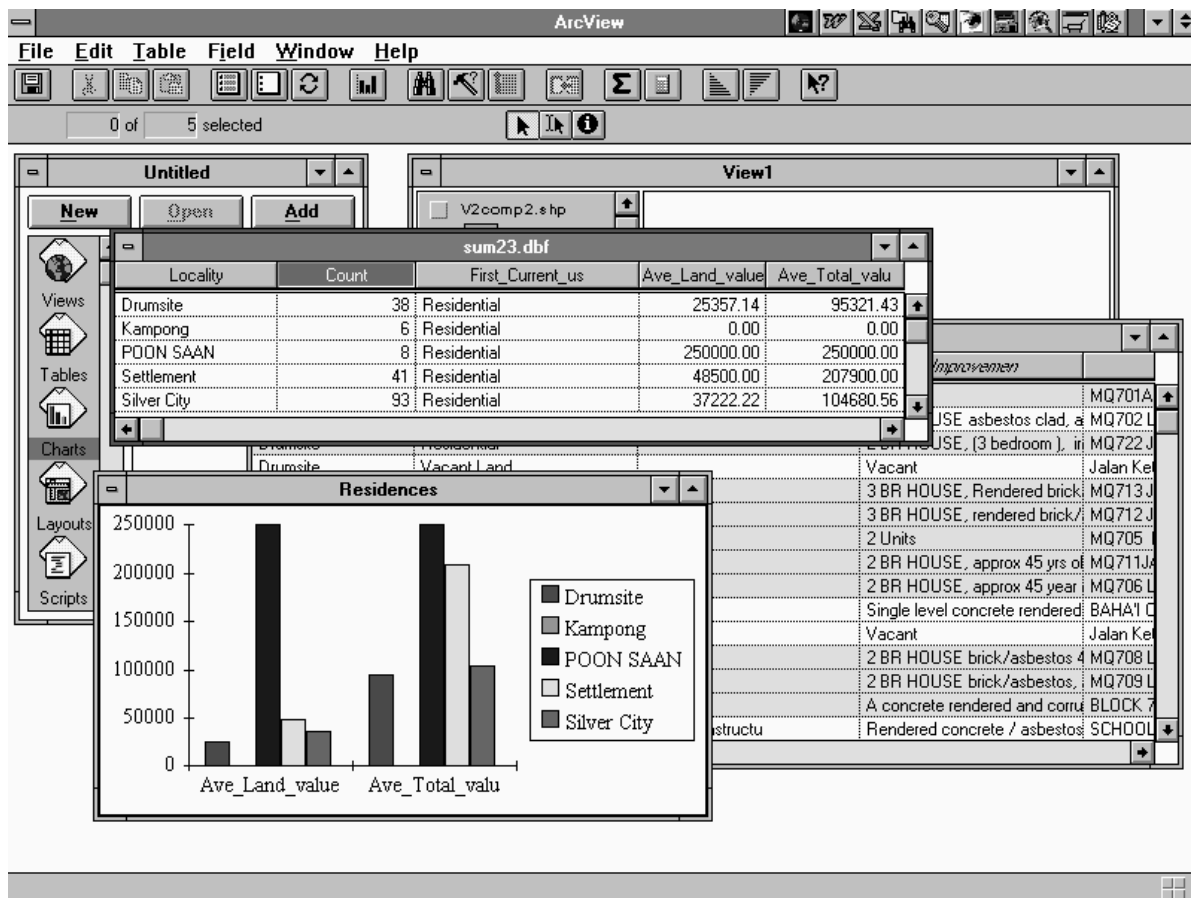 ArcView
File Edit Table Field Window Help
0 of 5 selected
Untitled
New Open Add
Views
Tables
Charts
Layouts
Scripts
View1
V2comp2.shp
sum23.dbf
Locality Count First_Current_us Ave_Land_value Ave_Total_valu
Drumsite 38 Residential 25357.14 95321.43
Kampong 6 Residential 0.00 0.00
POON SAAN 8 Residential 250000.00 250000.00
Settlement 41 Residential 48500.00 207900.00
Silver City 93 Residential 37222.22 104680.56
Improvemen
MQ701A
USE asbestos clad, a MQ702 L
2 BR HOUSE, (3 bedroom ), in MQ722 J
Drumsite Vacant Land Vacant Jalan Ket
3 BR HOUSE, Rendered brick, MQ713 J
3 BR HOUSE, rendered brick/ MQ712 J
2 Units MQ705
2 BR HOUSE, approx 45 yrs ol MQ711JA
2 BR HOUSE, approx 45 year MQ706 L
Single level concrete rendered BAHA'I C
Vacant Jalan Ket
2 BR HOUSE brick/asbestos 4 MQ708 L
2 BR HOUSE brick/asbestos, MQ709 L
A concrete rendered and corru BLOCK 7
nstructu Rendered concrete / asbestos SCHOOL
Residences
250000
200000
150000
100000
50000
0
Ave_Land_value Ave_Total_valu
Drumsite
Kampong
POON SAAN
Settlement
Silver City